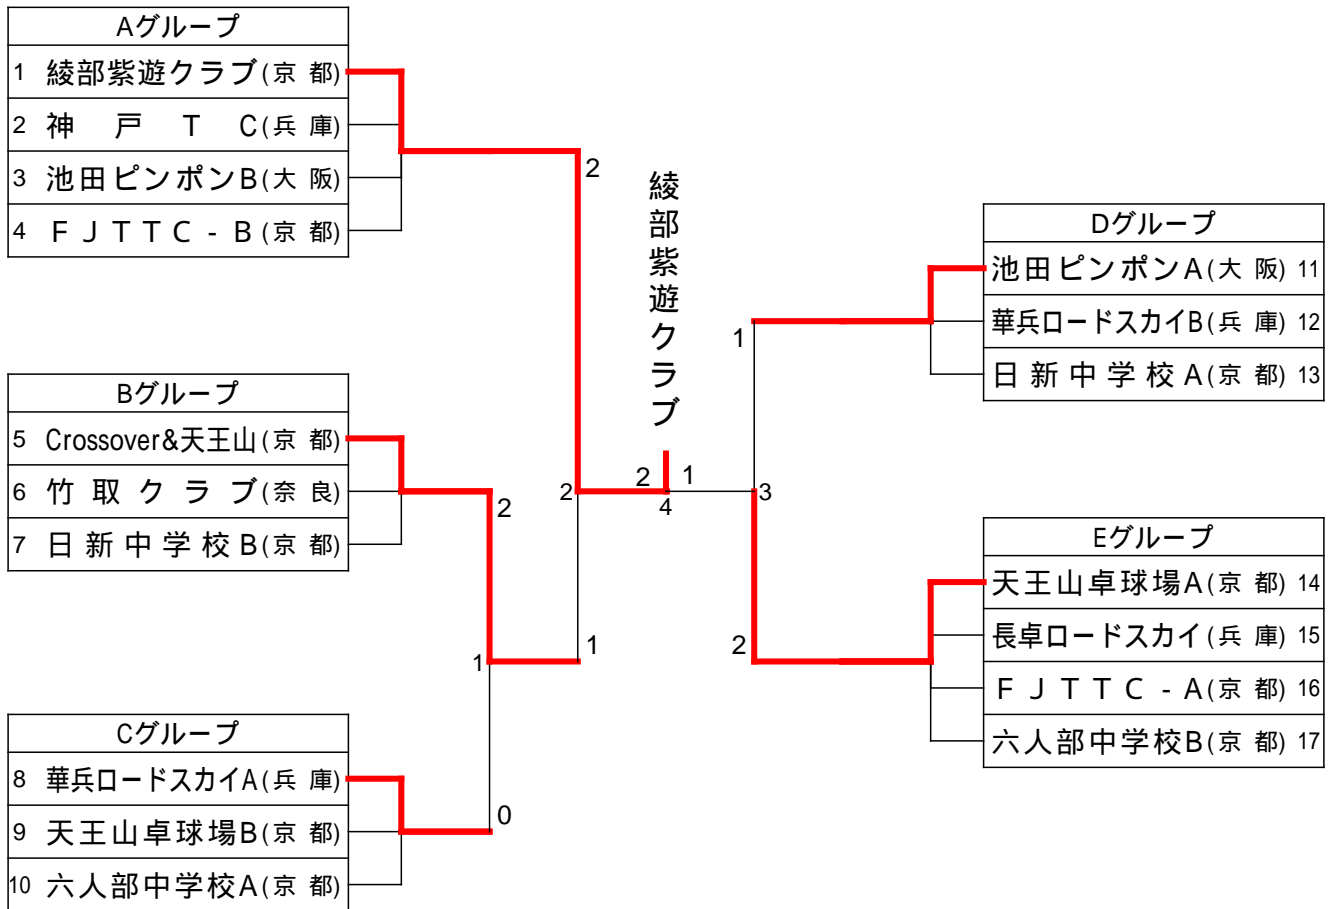 Aグループ
1 綾部紫遊クラブ(京 都)
2 神 戸 T C(兵 庫)
3 池田ピンポンB(大 阪)
4 F J T T C - B(京 都)
Bグループ
5 Crossover&天王山(京 都)
6 竹取クラブ(奈 良)
7 日新中学校B(京 都)
Cグループ
8 華兵ロードスカイA(兵 庫)
9 天王山卓球場B(京 都)
10 六人部中学校A(京 都)
2
2
1
0
2
1
綾部紫遊クラブ
2
1
4
1
3
2
Dグループ
池田ピンポンA(大 阪) 11
華兵ロードスカイB(兵 庫) 12
日新中学校A(京 都) 13
Eグループ
天王山卓球場A(京 都) 14
長卓ロードスカイ(兵 庫) 15
F J T T C - A(京 都) 16
六人部中学校B(京 都) 17